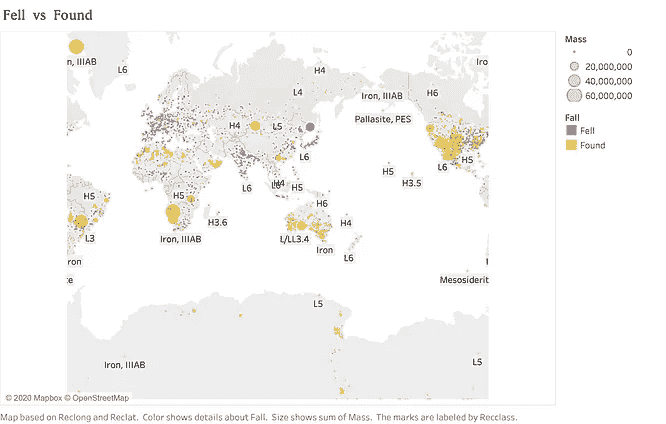 Fell vs Found
Mass
0
20,000,000
40,000,000
60,000,000
Fall
Fell
Found
n, IIIAB
L6
H4
L4
Iron, IIIAB
H6
Iro
Pallasite, PES
H4
L5
L6
L6
H5
L6
H4
H5
H5
H3.5
H5
H5
H6
H3.6
H4
L3
Iron, IIIAB
L/LL3.4
Iron
L6
ron
te
Mesosiderit
L5
Iron, IIIAB
L5
© 2020 Mapbox © OpenStreetMap
Map based on Reclong and Reclat. Color shows details about Fall. Size shows sum of Mass. The marks are labeled by Recclass.